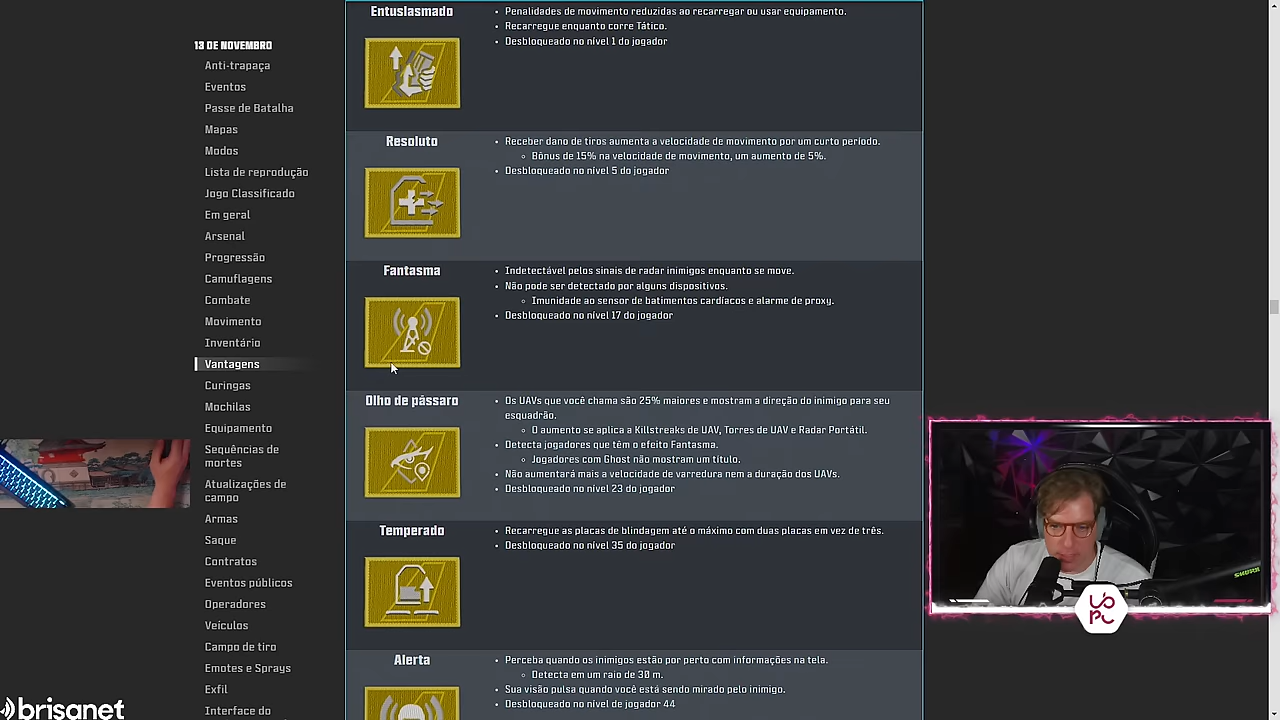 13 DE NOVEMBRO
Anti-trapaça
Eventos
Passe de Batalha
Mapas
Modos
Lista de reprodução
Jogo Classificado
Em geral
Arsenal
Progressão
Camuflagens
Combate
Movimento
Inventário
Vantagens
Curingas
Mochilas
Equipamento
Sequências de
mortes
Atualizações de
campo
Armas
Saque
Contratos
Eventos públicos
Operadores
Veículos
Campo de tiro
Emotes e Sprays
Exfil
Interface do
Entusiasmado
Penalidades de movimento reduzidas ao recarregar ou usar equipamento.
Recarregue enquanto corre Tático.
Desbloqueado no nível 1 do jogador
Resoluto
Receber dano de tiros aumenta a velocidade de movimento por um curto período.
Bônus de 15% na velocidade de movimento, um aumento de 5%.
Desbloqueado no nível 5 do jogador
Fantasma
Indetectável pelos sinais de radar inimigos enquanto se move.
Não pode ser detectado por alguns dispositivos.
Imunidade ao sensor de batimentos cardíacos e alarme de proxy.
Desbloqueado no nível 17 do jogador
Olho de pássaro
Os UAVs que você chama são 25% maiores e mostram a direção do inimigo para seu
esquadrão.
O aumento se aplica a Killstreaks de UAV, Torres de UAV e Radar Portátil.
Detecta jogadores que têm o efeito Fantasma.
Jogadores com Ghost não mostram um título.
Não aumentará mais a velocidade de varredura nem a duração dos UAVs.
Desbloqueado no nível 23 do jogador
Temperado
Recarregue as placas de blindagem até o máximo com duas placas em vez de três.
Desbloqueado no nível 35 do jogador
Alerta
Perceba quando os inimigos estão por perto com informações na tela.
Detecta em um raio de 30 m.
Sua visão pulsa quando você está sendo mirado pelo inimigo.
Desbloqueado no nível de jogador 44
SHURE
UP
PC
brisanet